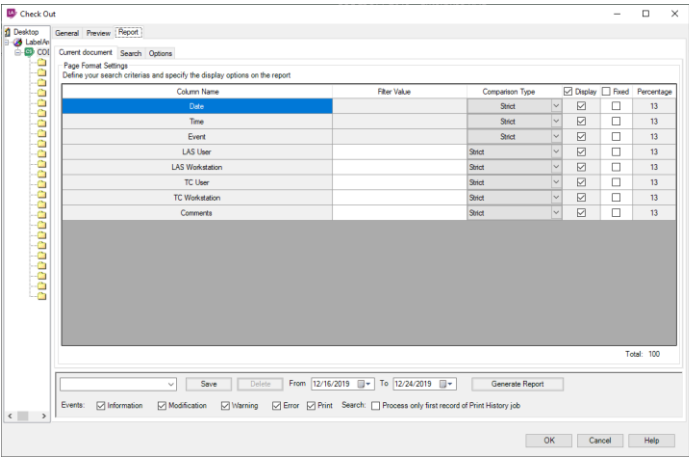 Check Out
Desktop
General Preview Report
LabelAr
Current document Search Options
Page Format Settings
Define your search criterias and specify the display options on the report
Column Name Filter Value Comparison Type Display Fixed Percentage
Date Strict 13
Time Strict 13
Event Strict 13
LAS User Strict 13
LAS Workstation Strict 13
TC User Strict 13
TC Workstation Strict 13
Comments Strict 13
Total: 100
Save Delete From 12/16/2019 To 12/24/2019 Generate Report
Events: Information Modification Warning Error Print Search: Process only first record of Print History job
OK Cancel Help